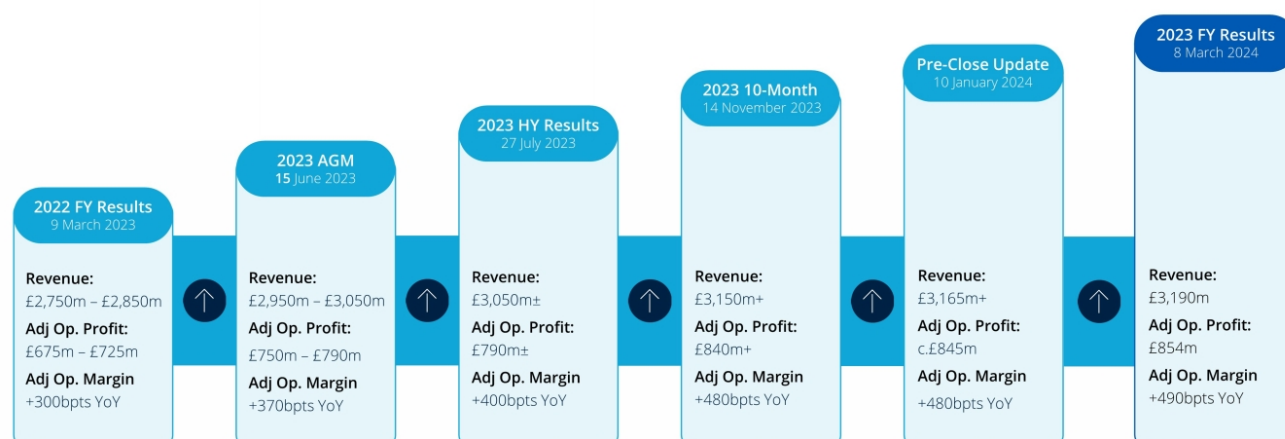 2022 FY Results
9 March 2023
Revenue:
£2,750m – £2,850m
Adj Op. Profit:
£675m – £725m
Adj Op. Margin
+300bpts YoY
2023 AGM
15 June 2023
Revenue:
£2,950m – £3,050m
Adj Op. Profit:
£750m – £790m
Adj Op. Margin
+370bpts YoY
2023 HY Results
27 July 2023
Revenue:
£3,050m±
Adj Op. Profit:
£790m±
Adj Op. Margin
+400bpts YoY
2023 10-Month
14 November 2023
Revenue:
£3,150m+
Adj Op. Profit:
£840m+
Adj Op. Margin
+480bpts YoY
Pre-Close Update
10 January 2024
Revenue:
£3,165m+
Adj Op. Profit:
c.£845m
Adj Op. Margin
+480bpts YoY
2023 FY Results
8 March 2024
Revenue:
£3,190m
Adj Op. Profit:
£854m
Adj Op. Margin
+490bpts YoY